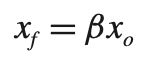 x_f = βx_o